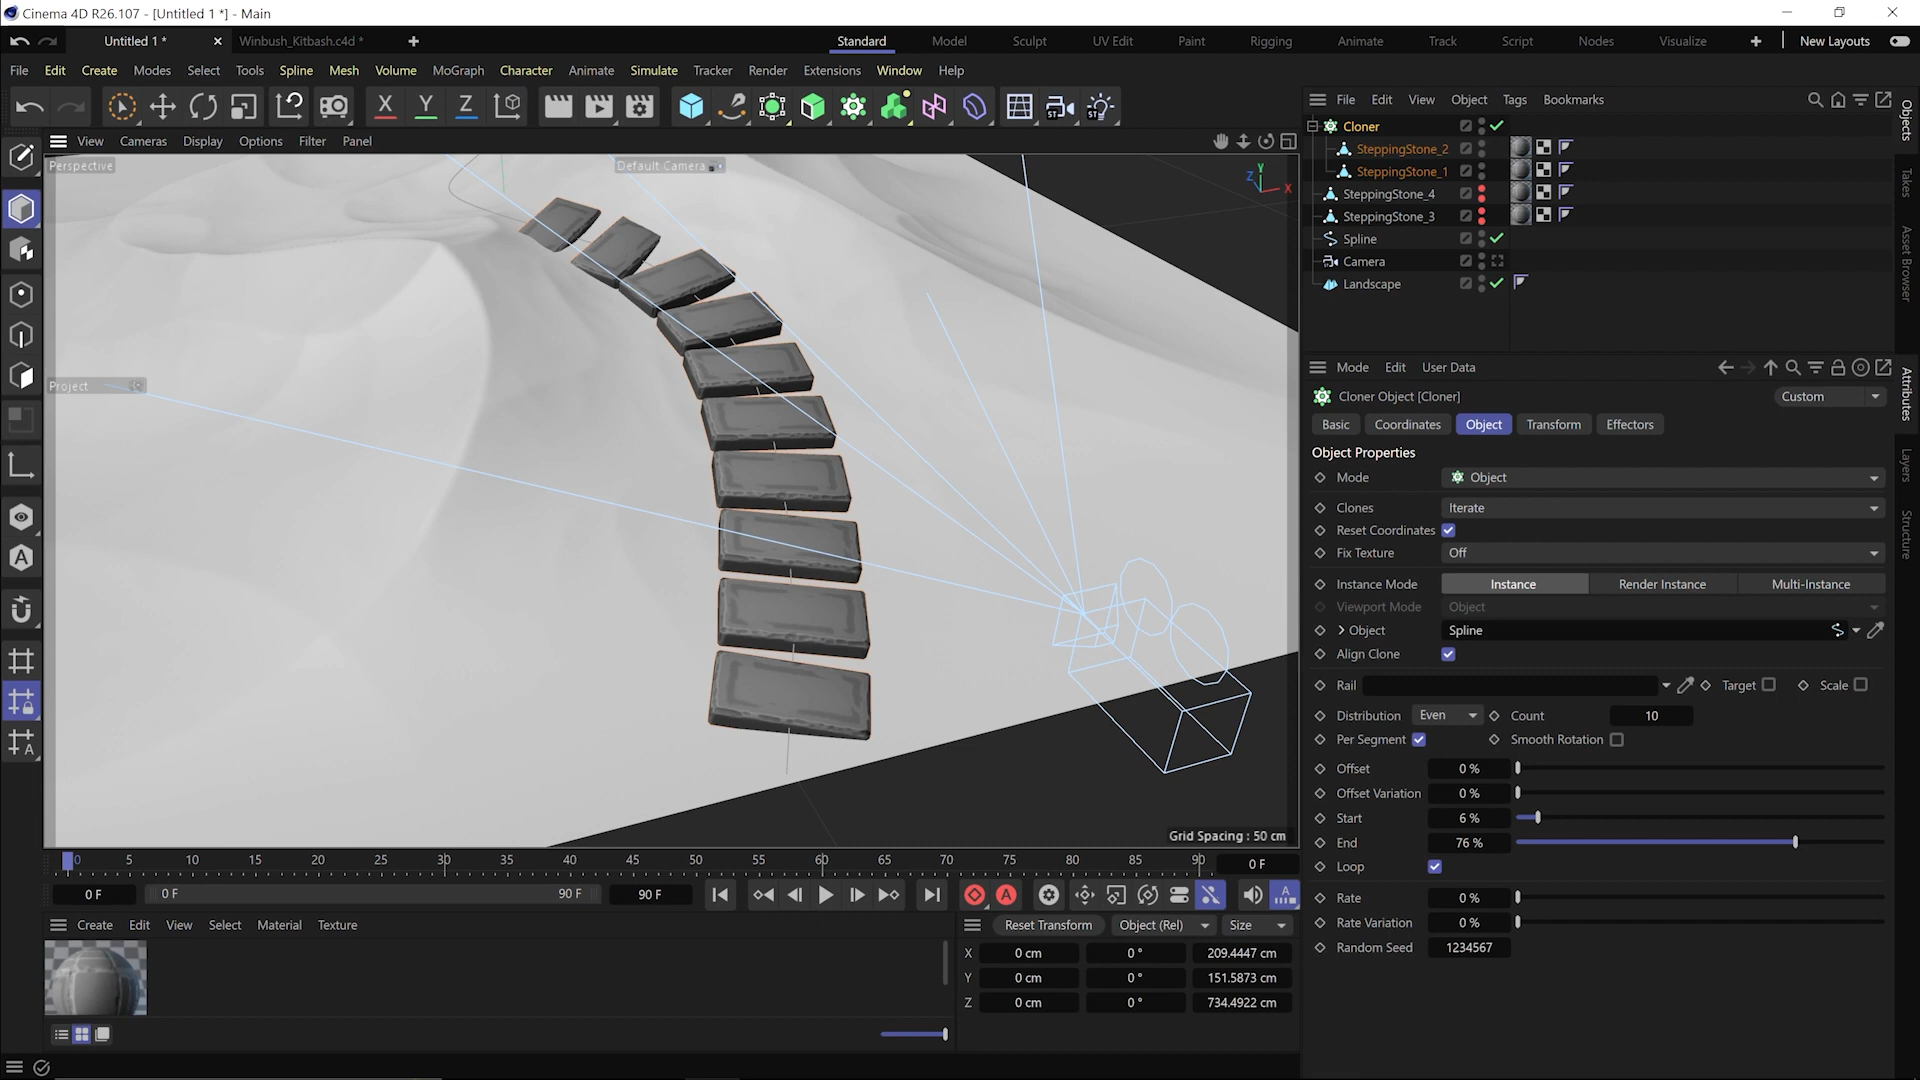 Cinema 4D R26.107 - [Untitled 1 *] - Main
Untitled 1 *
Winbush_Kitbash.c4d *
Standard Model Sculpt UV Edit Paint Rigging Animate Track Script Nodes Visualize New Layouts
File Edit Create Modes Select Tools Spline Mesh Volume MoGraph Character Animate Simulate Tracker Render Extensions Window Help
X Y Z ST ST
File Edit View Object Tags Bookmarks
View Cameras Display Options Filter Panel
Perspective
Default Camera
Y Z X
Project
Grid Spacing : 50 cm
Cloner
SteppingStone_2
SteppingStone_1
SteppingStone_4
SteppingStone_3
Spline
Camera
Landscape
Objects
Takes
Asset Browser
Attributes
Layers
Structure
Mode Edit User Data
Cloner Object [Cloner]
Custom
Basic Coordinates Object Transform Effectors
Object Properties
Mode Object
Clones Iterate
Reset Coordinates
Fix Texture Off
Instance Mode Instance Render Instance Multi-Instance
Viewport Mode Object
Object Spline
Align Clone
Rail Target Scale
Distribution Even Count 10
Per Segment Smooth Rotation
Offset 0 %
Offset Variation 0 %
Start 6 %
End 76 %
Loop
Rate 0 %
Rate Variation 0 %
Random Seed 1234567
0 5 10 15 20 25 30 35 40 45 50 55 60 65 70 75 80 85 90 0 F
0 F 0 F 90 F 90 F
A
A
A
Create Edit View Select Material Texture
Reset Transform Object (Rel) Size
X 0 cm 0 ° 209.4447 cm
Y 0 cm 0 ° 151.5873 cm
Z 0 cm 0 ° 734.4922 cm